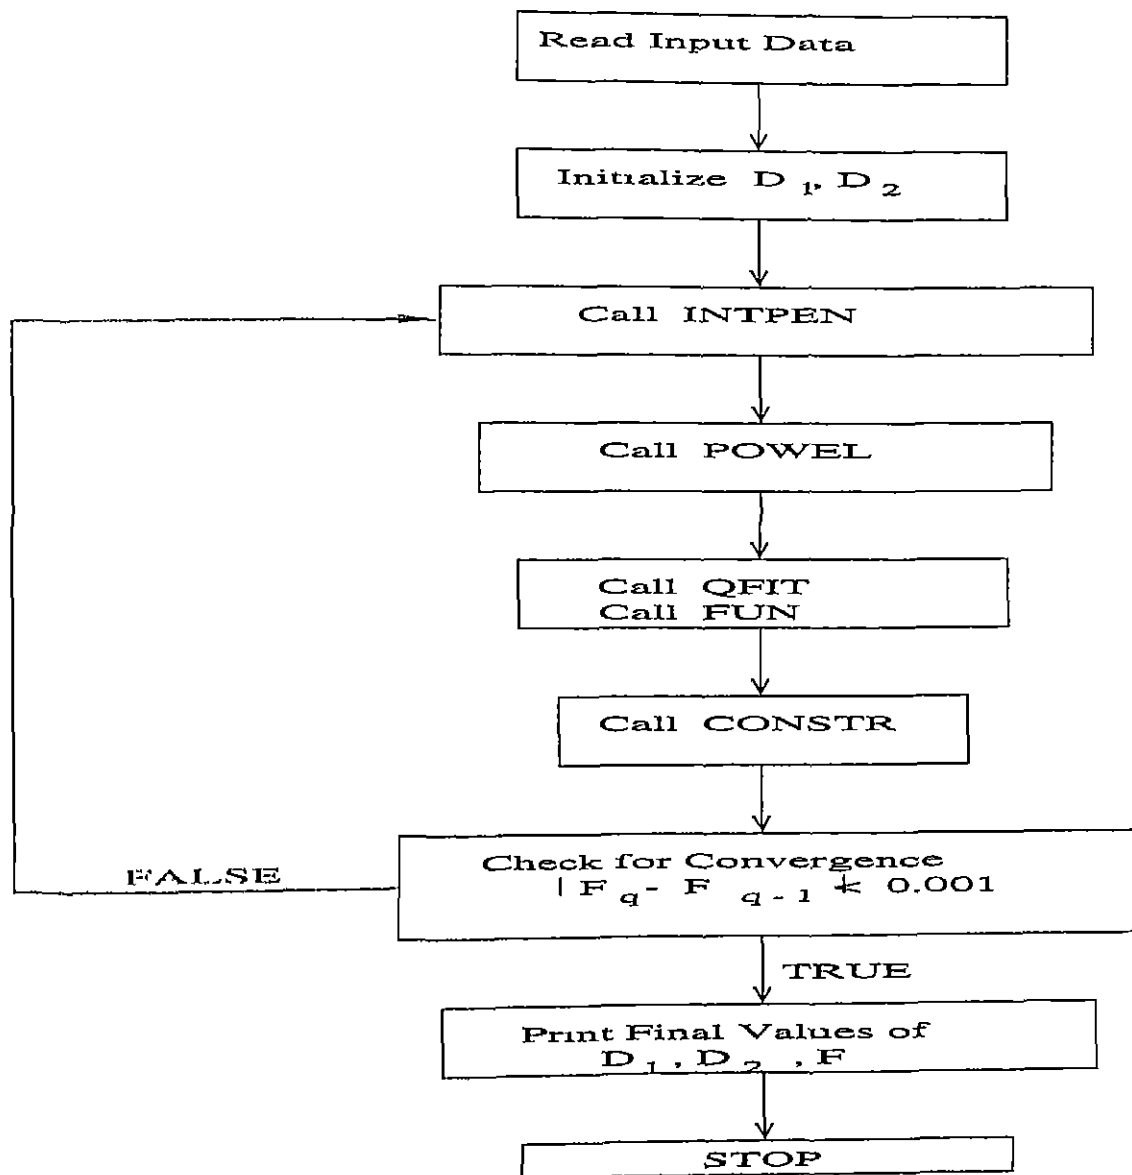 Read Input Data
Initialize D 1, D 2
Call INTPEN
Call POWEL
Call QFIT
Call FUN
Call CONSTR
Check for Convergence
| F q - F q - 1 |< 0.001
FALSE
TRUE
Print Final Values of
D 1 , D 2 , F
STOP